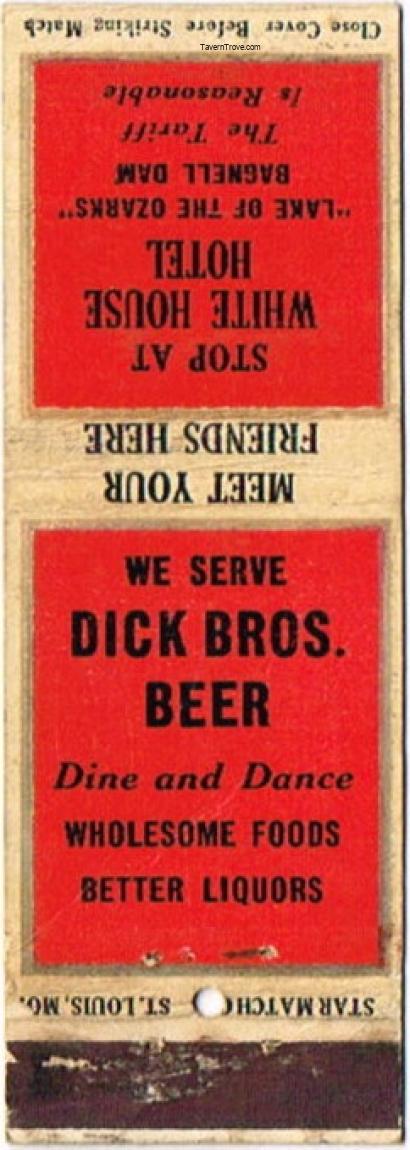 TavernTrove.com
MEET YOUR
FRIENDS HERE
STOP AT
WHITE HOUSE
HOTEL
"LAKE OF THE OZARKS"
BAGNELL DAM
The Tariff
Is Reasonable
Close Cover Before Striking Match
WE SERVE
DICK BROS.
BEER
Dine and Dance
WHOLESOME FOODS
BETTER LIQUORS
STAR MATCH ST. LOUIS, MO.